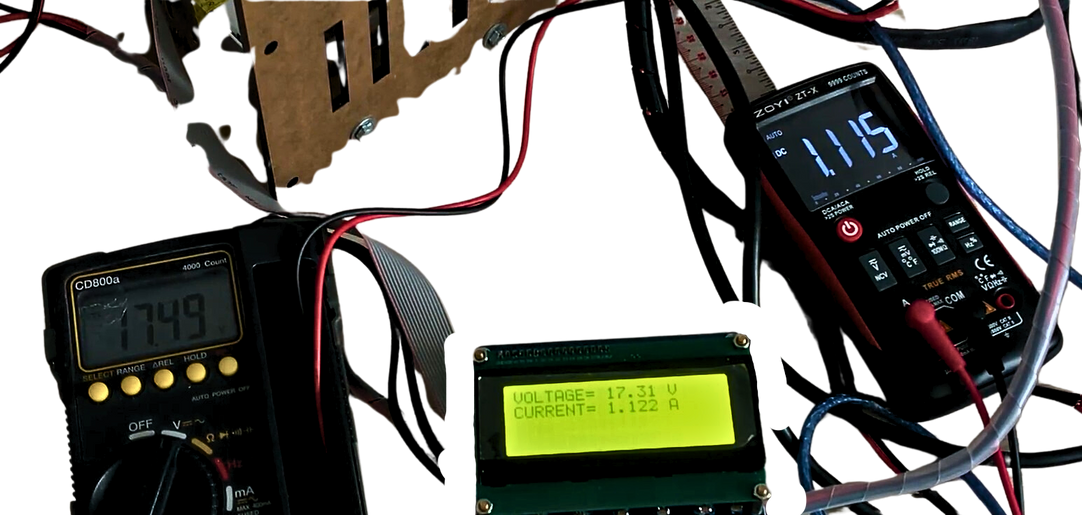 CD800a
4000 Count
17.49
SELECT RANGE ΔREL HOLD
AUTO POWER OFF
OFF
V
Ω
Hz
mA
VOLTAGE= 17.31 V
CURRENT= 1.122 A
ZOYI ZT-X 9999 COUNTS
AUTO
DC
1.115
A
HOLD
DCA/ACA
AUTO POWER OFF
RANGE
V
NCV
Hz%
°C °F
TRUE RMS
CE
A
COM